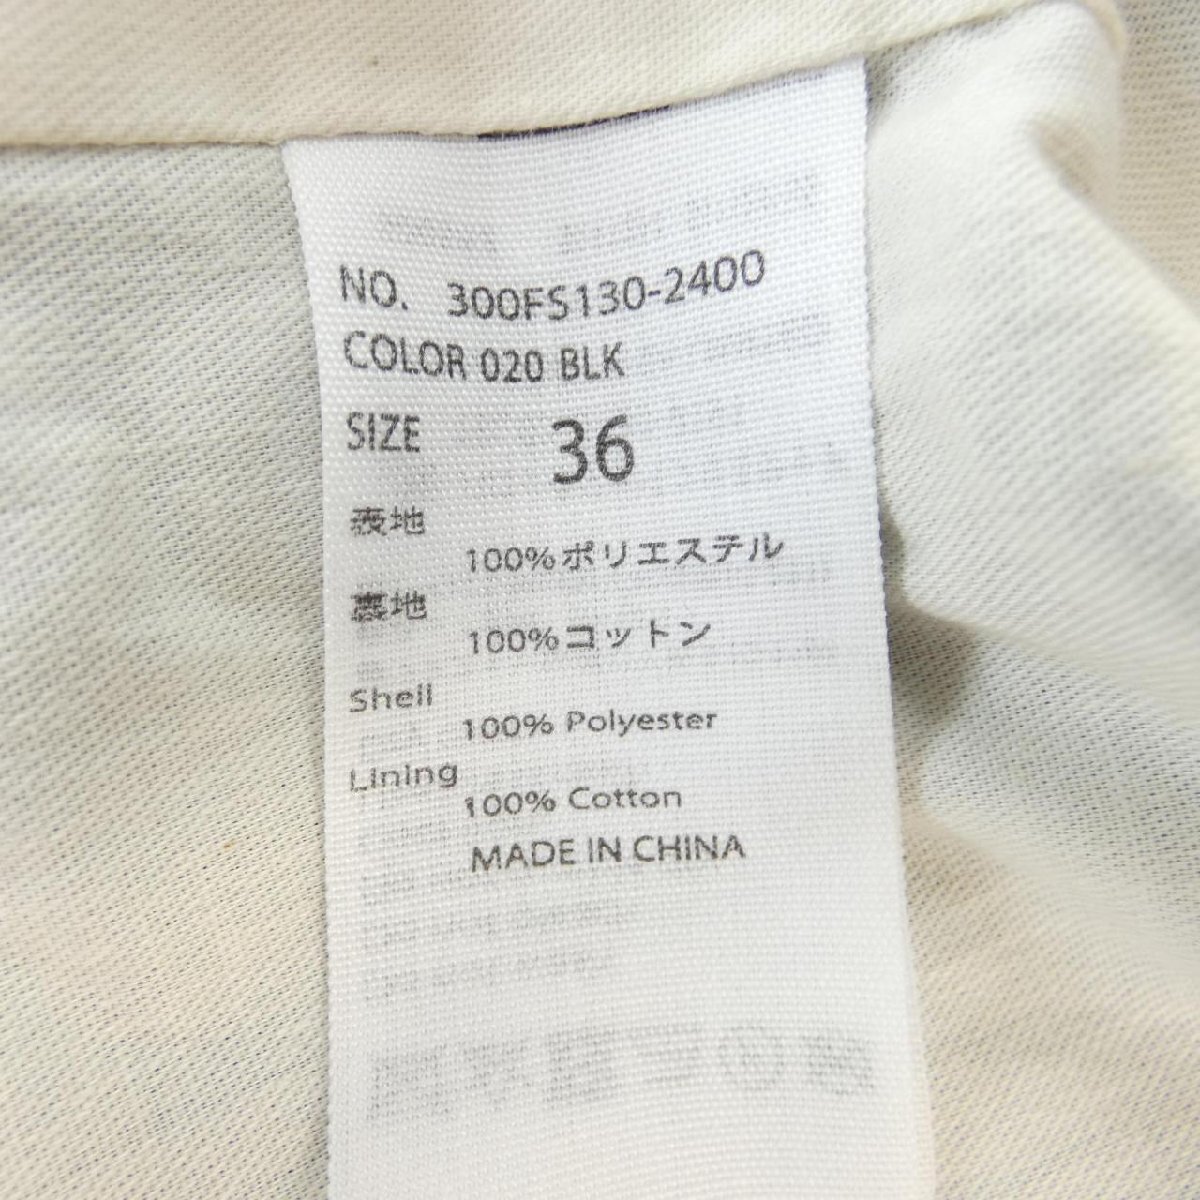 NO. 300FS130-2400
COLOR 020 BLK
SIZE 36
表地
100%ポリエステル
裏地
100%コットン
Shell
100% Polyester
Lining
100% Cotton
MADE IN CHINA